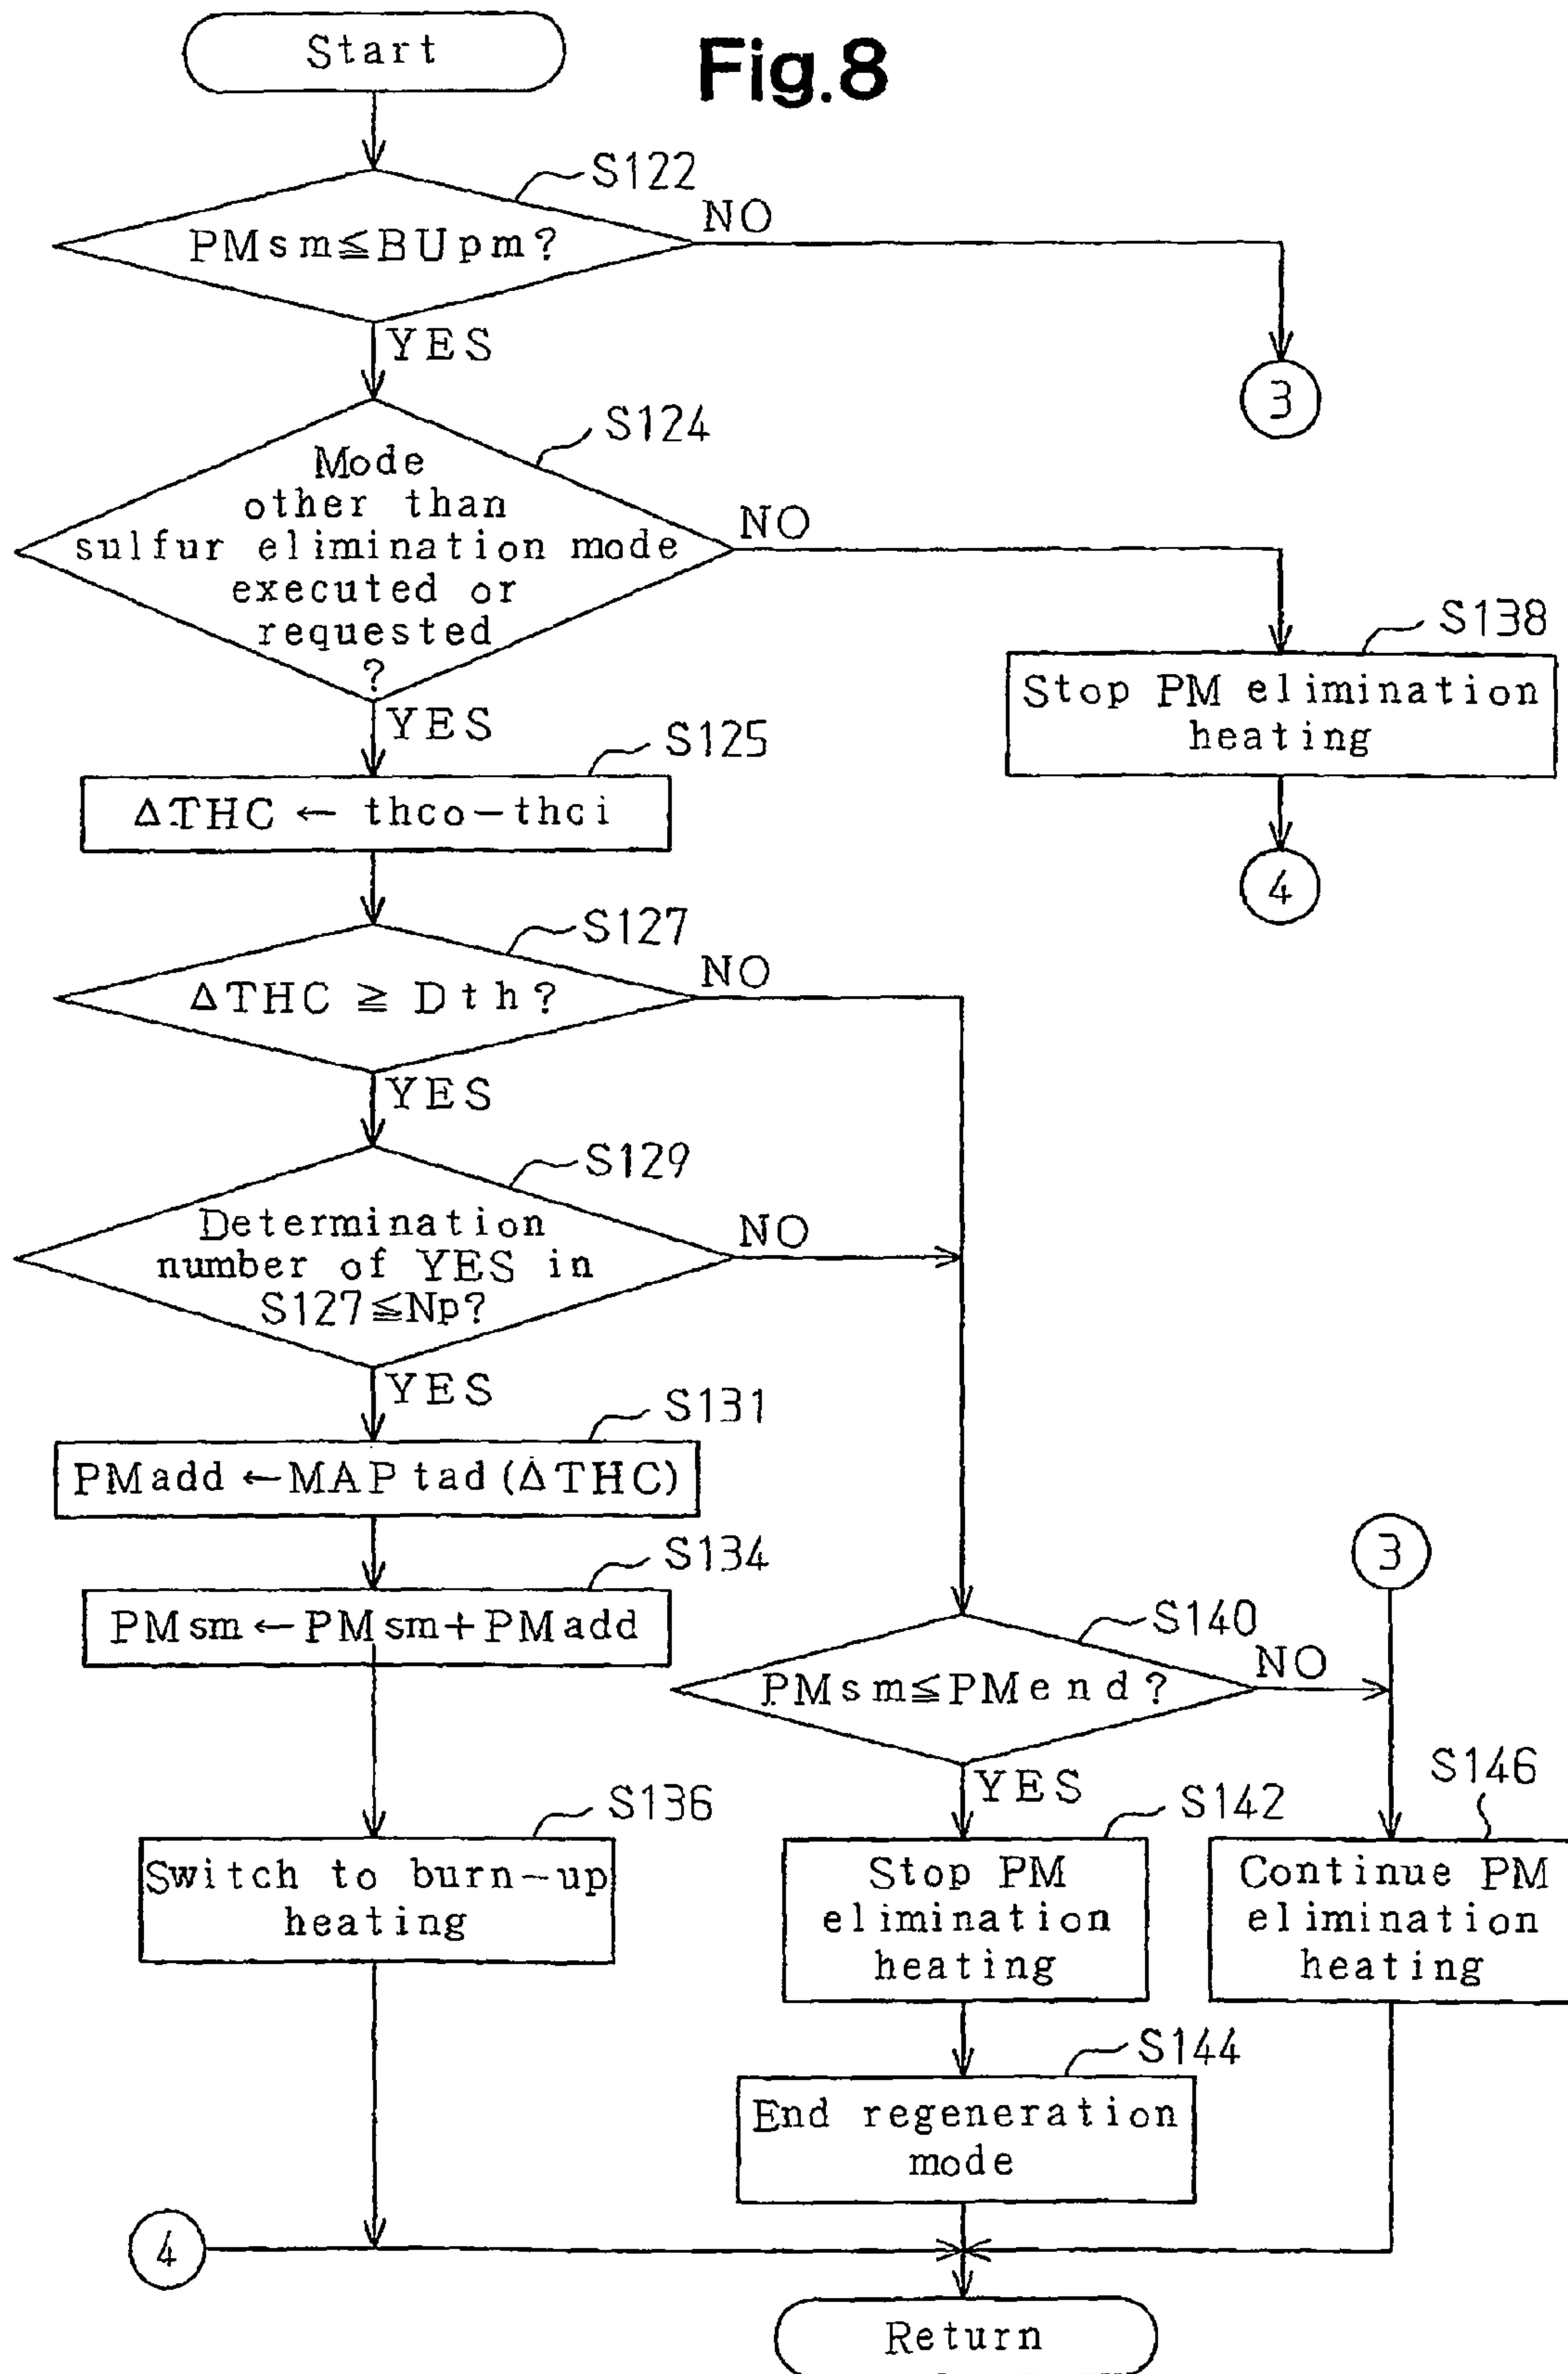 Start
Fig.8
S122
PMsm≦BUpm?
NO
YES
3
S124
Mode
other than
sulfur elimination mode
executed or
requested
?
NO
YES
S138
Stop PM elimination
heating
4
S125
ΔTHC ← thco-thci
S127
ΔTHC ≧ Dth?
NO
YES
S129
Determination
number of YES in
S127≦Np?
NO
YES
S131
PMadd ← MAPtad(ΔTHC)
S134
PMsm ← PMsm+PMadd
3
S140
PMsm≦PMend?
NO
YES
S136
Switch to burn-up
heating
S142
Stop PM
elimination
heating
S146
Continue PM
elimination
heating
S144
End regeneration
mode
4
Return